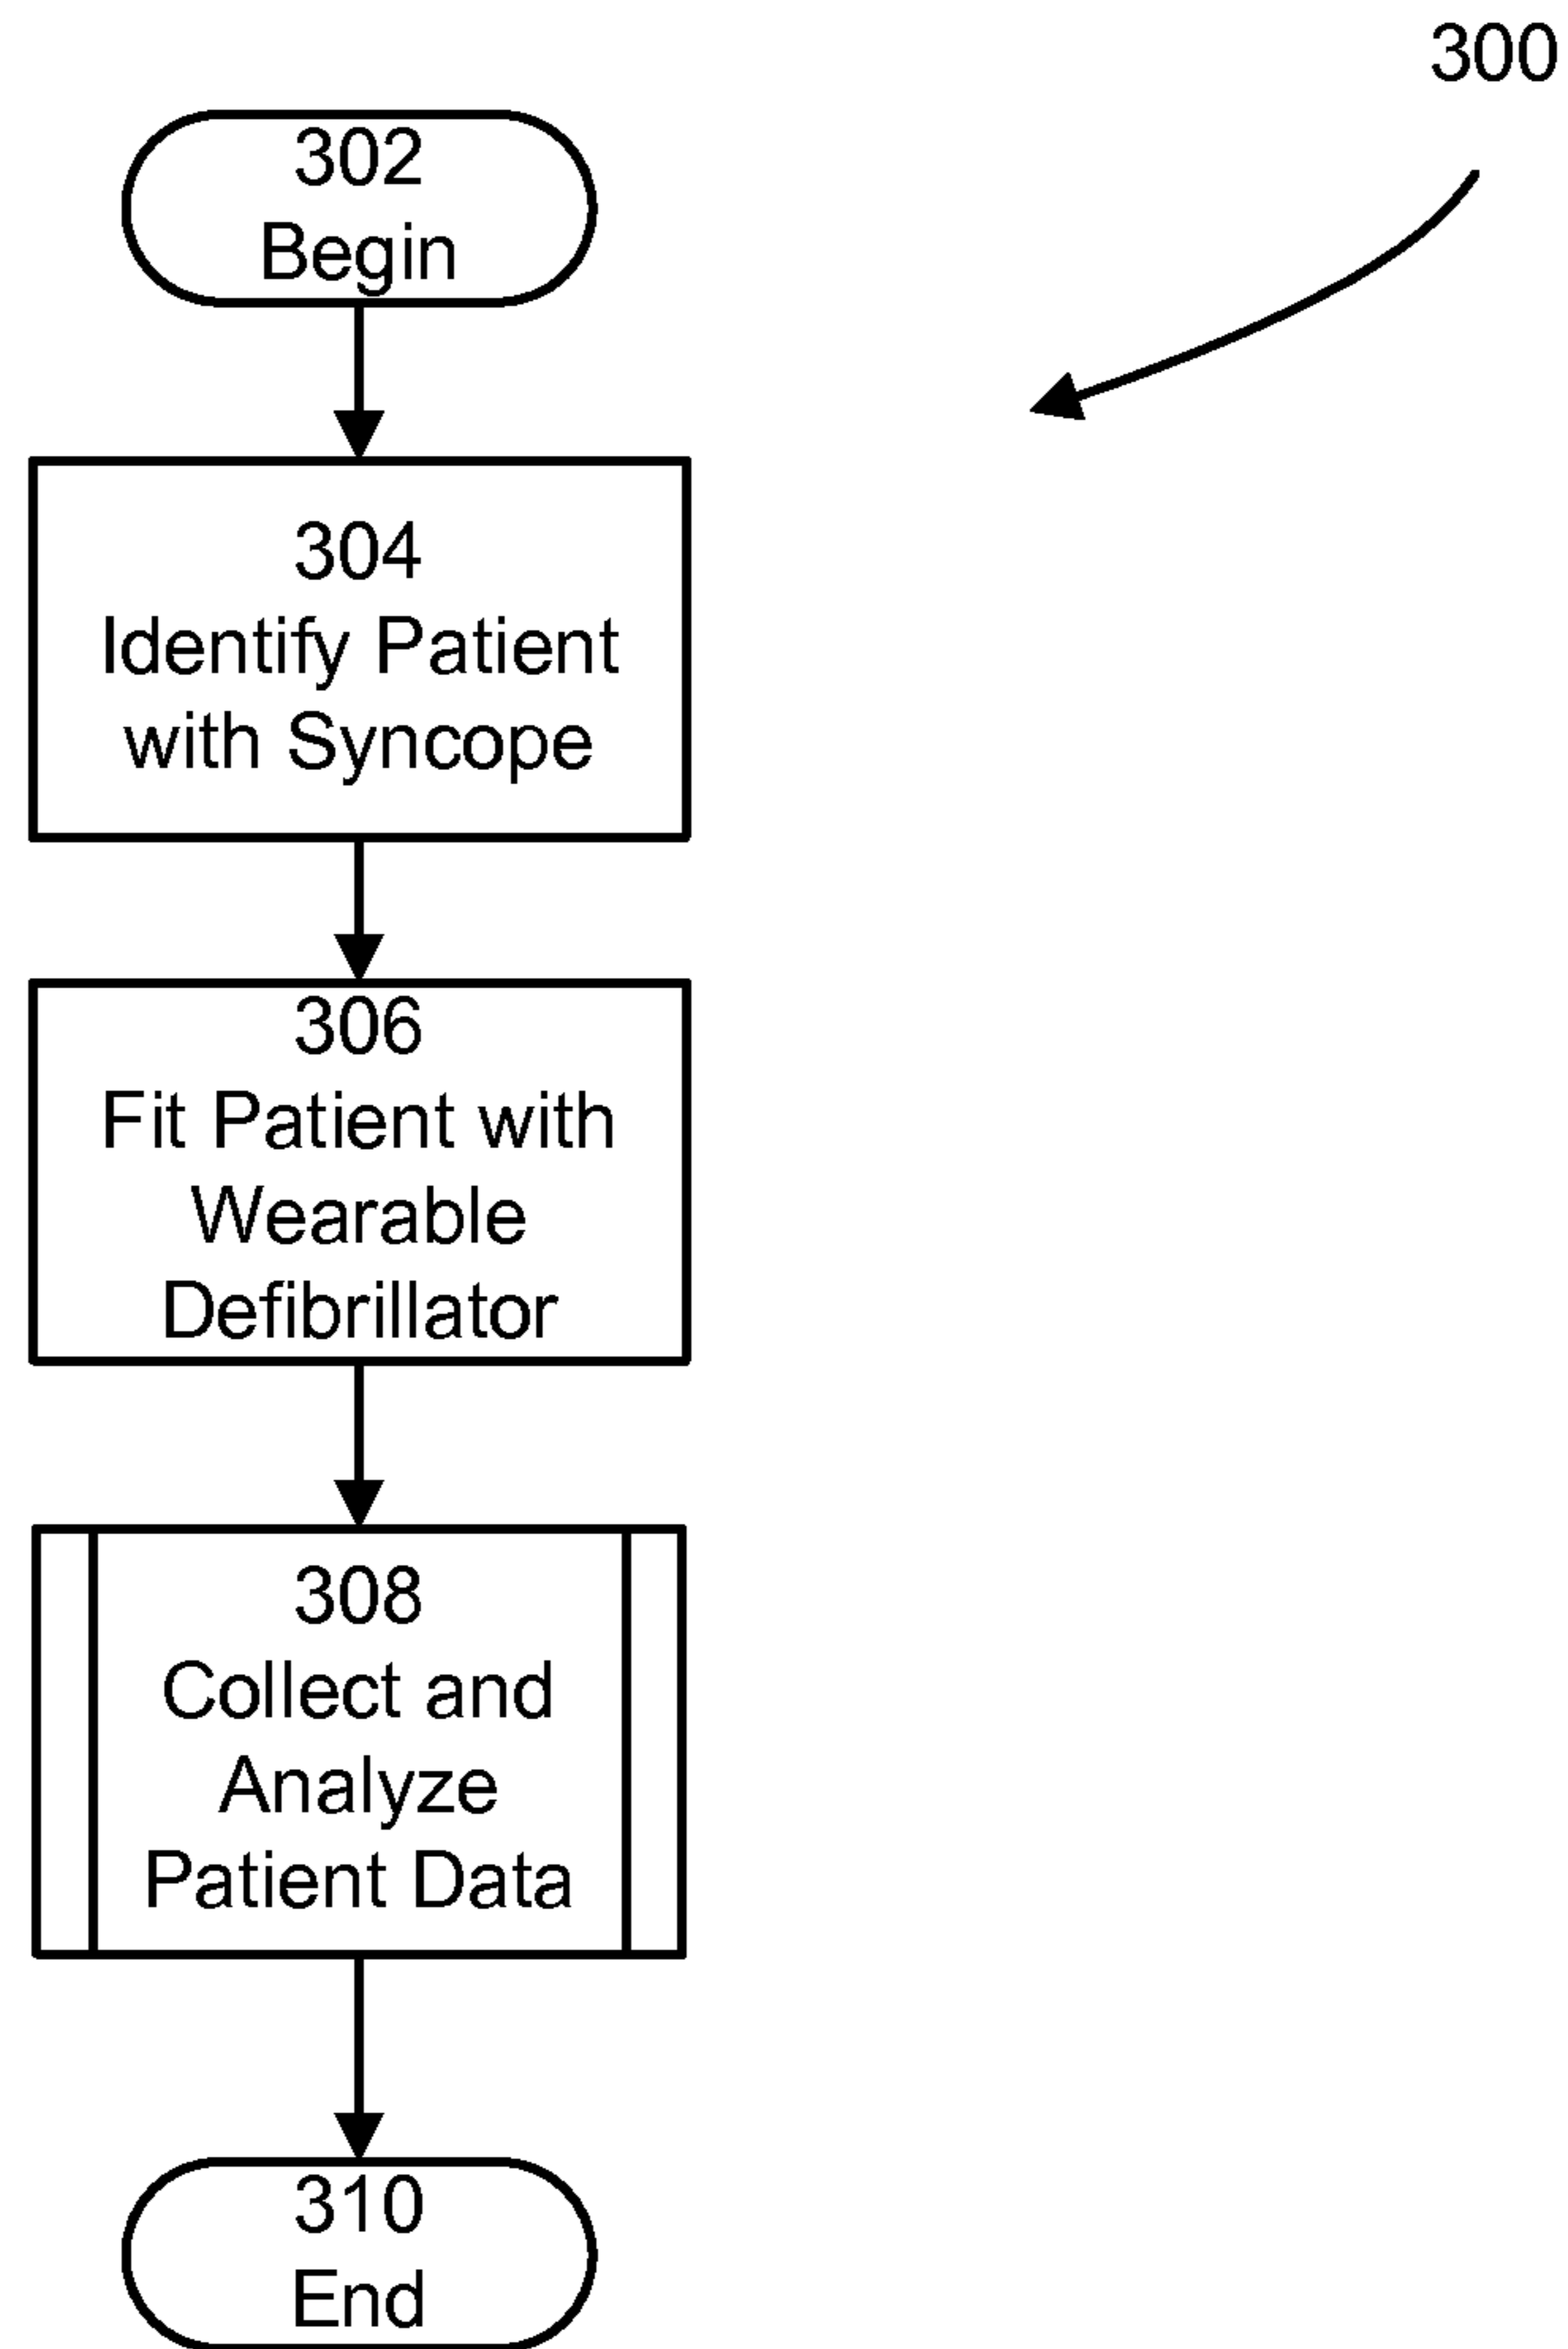 300
302
Begin
304
Identify Patient
with Syncope
306
Fit Patient with
Wearable
Defibrillator
308
Collect and
Analyze
Patient Data
310
End